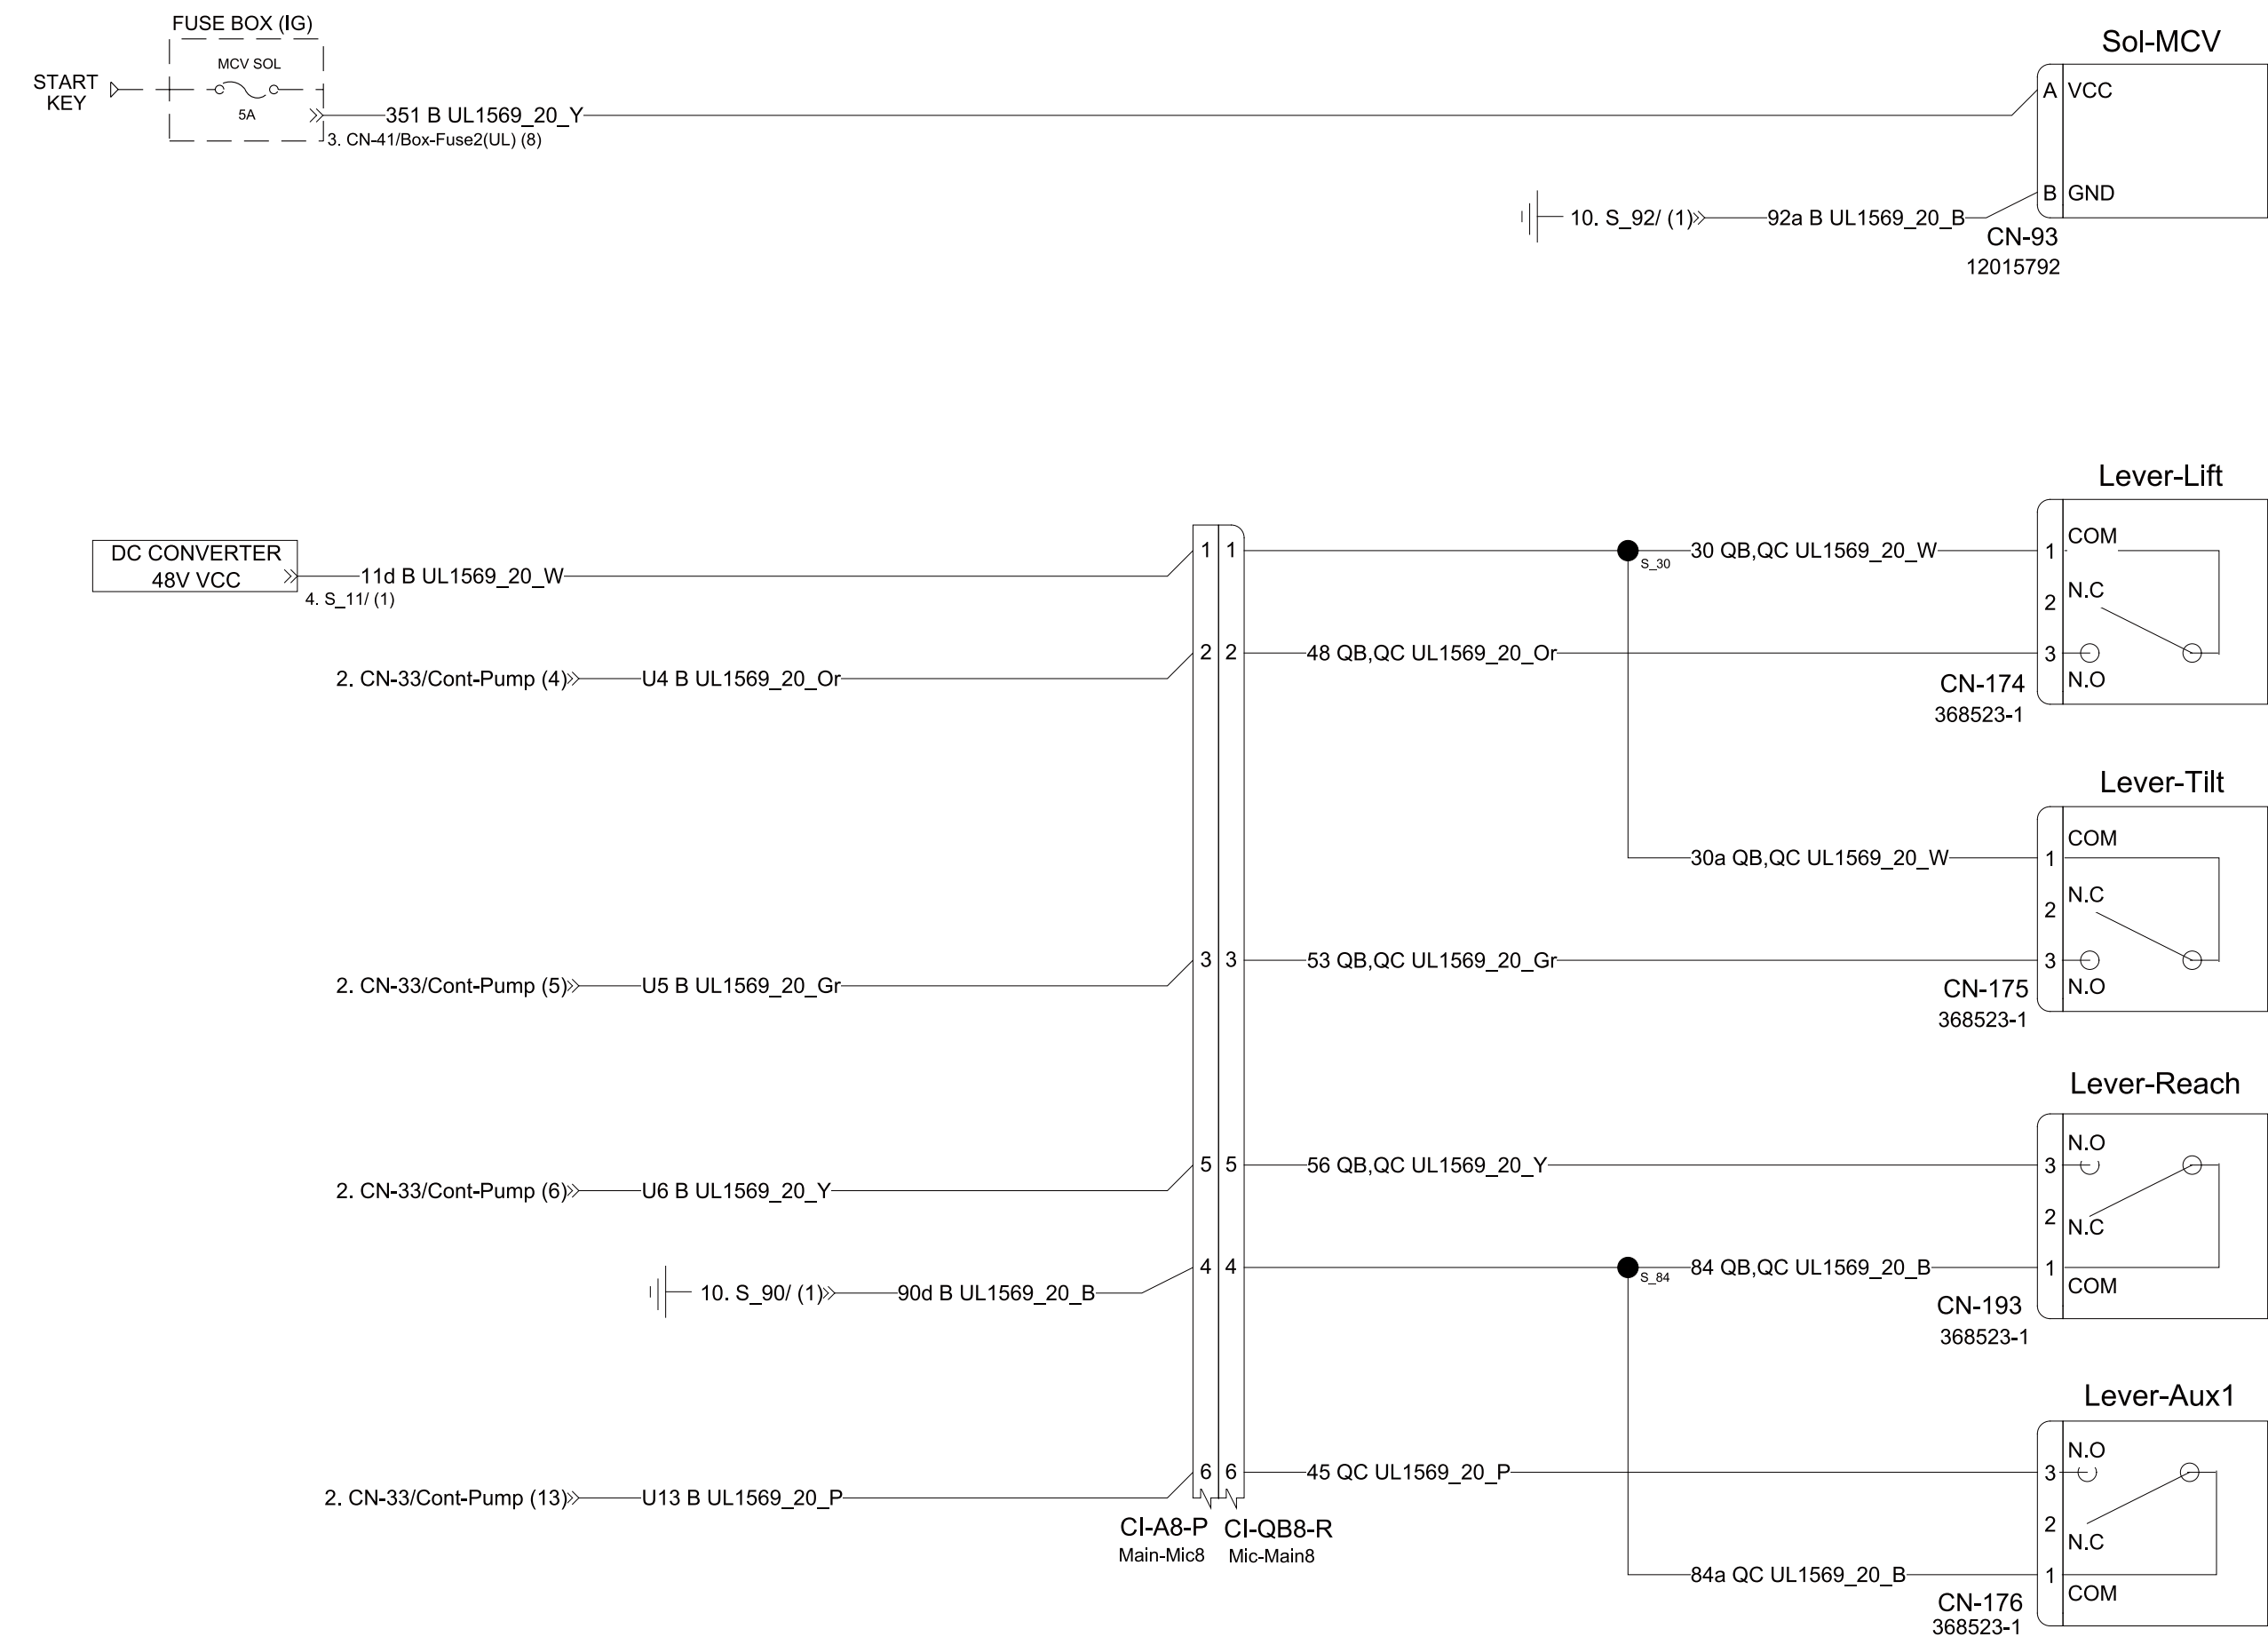 FUSE BOX (IG)
MCV SOL
START
KEY
5A
351 B UL1569_20_Y
3. CN-41/Box-Fuse2(UL) (8)
Sol-MCV
A VCC
B GND
10. S_92/ (1) 92a B UL1569_20_B
CN-93
12015792
DC CONVERTER
48V VCC
11d B UL1569_20_W
4. S_11/ (1)
1 1
S_30
30 QB,QC UL1569_20_W
Lever-Lift
1 COM
2 N.C
3
N.O
CN-174
368523-1
2. CN-33/Cont-Pump (4) U4 B UL1569_20_Or
2 2
48 QB,QC UL1569_20_Or
Lever-Tilt
COM
30a QB,QC UL1569_20_W
1
N.C
2
3
N.O
CN-175
368523-1
2. CN-33/Cont-Pump (5) U5 B UL1569_20_Gr
3 3
53 QB,QC UL1569_20_Gr
Lever-Reach
N.O
3
2
N.C
1
COM
CN-193
368523-1
2. CN-33/Cont-Pump (6) U6 B UL1569_20_Y
5 5
56 QB,QC UL1569_20_Y
10. S_90/ (1) 90d B UL1569_20_B
4 4
S_84
84 QB,QC UL1569_20_B
Lever-Aux1
N.O
3
2
N.C
1
COM
CN-176
368523-1
2. CN-33/Cont-Pump (13) U13 B UL1569_20_P
6 6
45 QC UL1569_20_P
84a QC UL1569_20_B
CI-A8-P CI-QB8-R
Main-Mic8 Mic-Main8